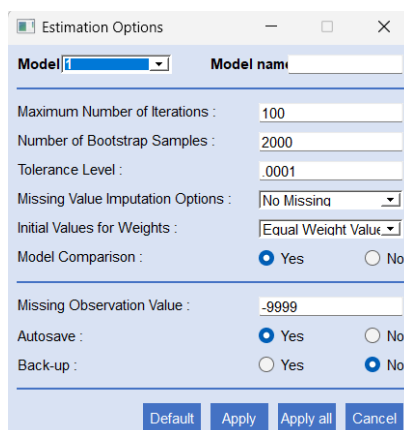 Estimation Options
Model 1 Model name
Maximum Number of Iterations : 100
Number of Bootstrap Samples : 2000
Tolerance Level : .0001
Missing Value Imputation Options : No Missing
Initial Values for Weights : Equal Weight Value
Model Comparison : Yes No
Missing Observation Value : -9999
Autosave : Yes No
Back-up : Yes No
Default Apply Apply all Cancel